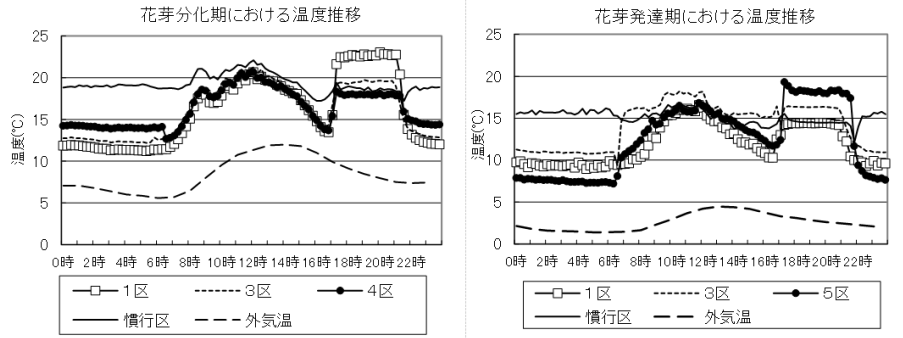 花芽分化期における温度推移
25
20
15
10
5
0
温度(℃)
0時 2時 4時 6時 8時 10時 12時 14時 16時 18時 20時 22時
1区 3区 4区
慣行区 外気温
花芽発達期における温度推移
25
20
15
10
5
0
温度(℃)
0時 2時 4時 6時 8時 10時 12時 14時 16時 18時 20時 22時
1区 3区 5区
慣行区 外気温